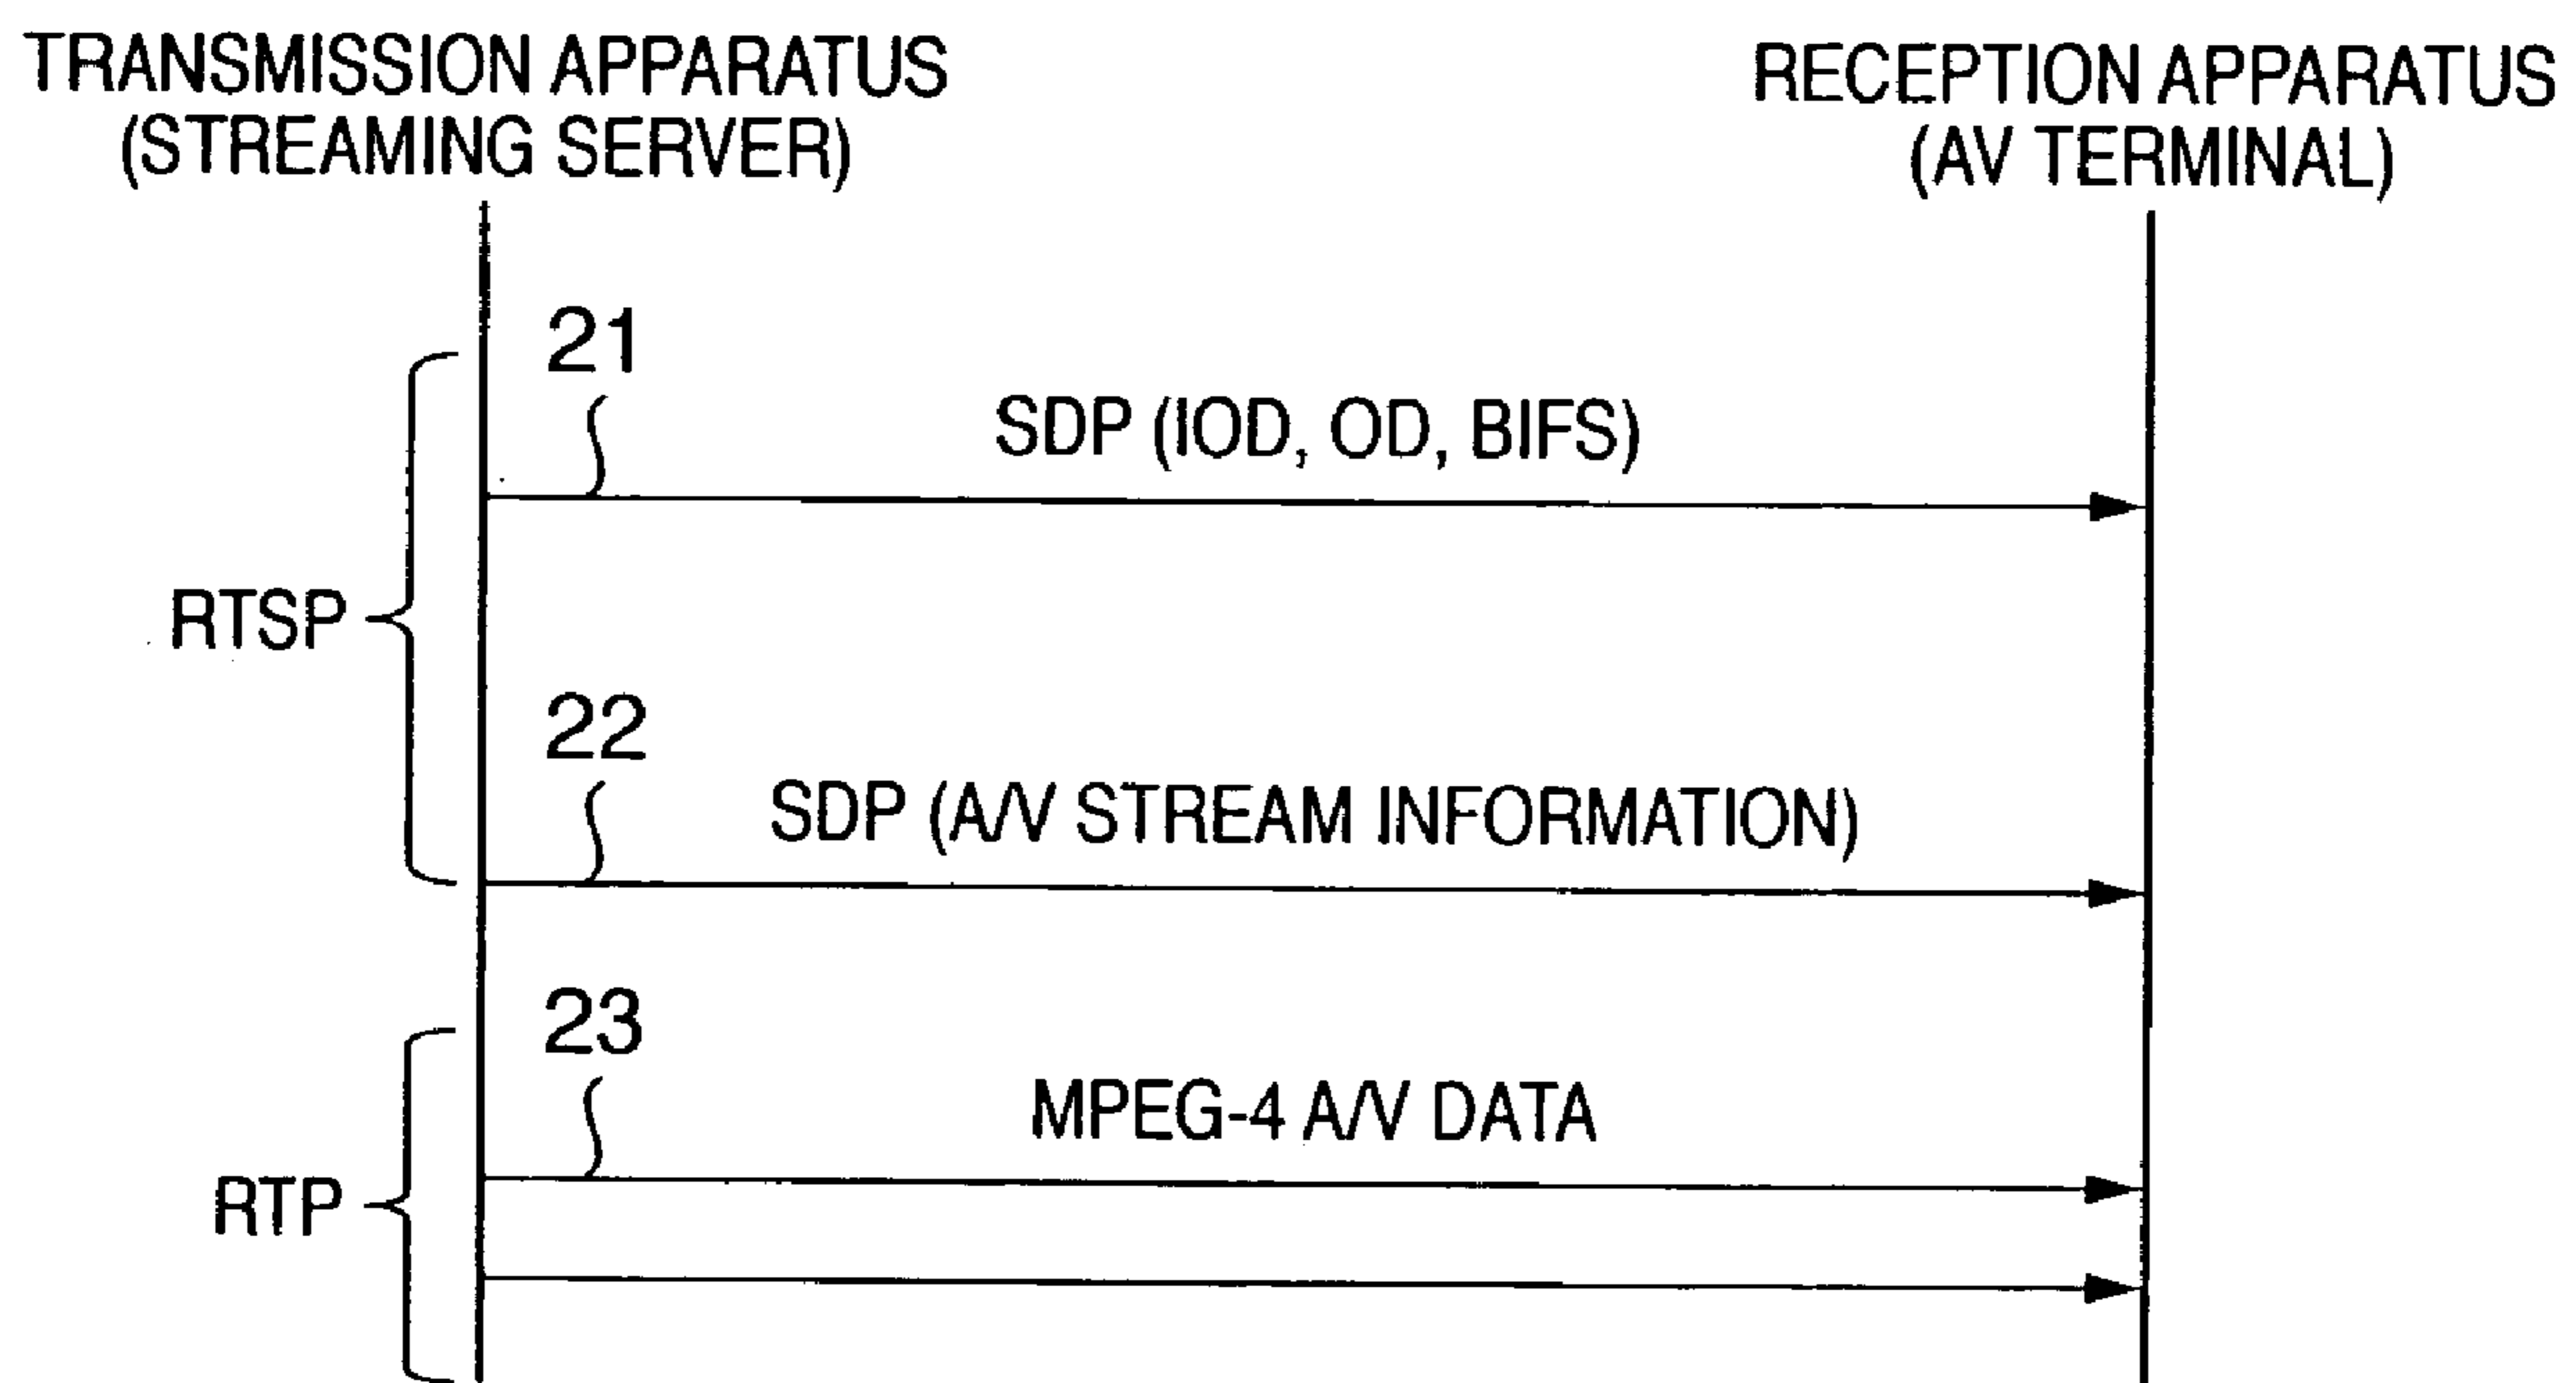 TRANSMISSION APPARATUS
(STREAMING SERVER)
RECEPTION APPARATUS
(AV TERMINAL)
21
SDP (IOD, OD, BIFS)
RTSP
22
SDP (A/V STREAM INFORMATION)
23
MPEG-4 A/V DATA
RTP